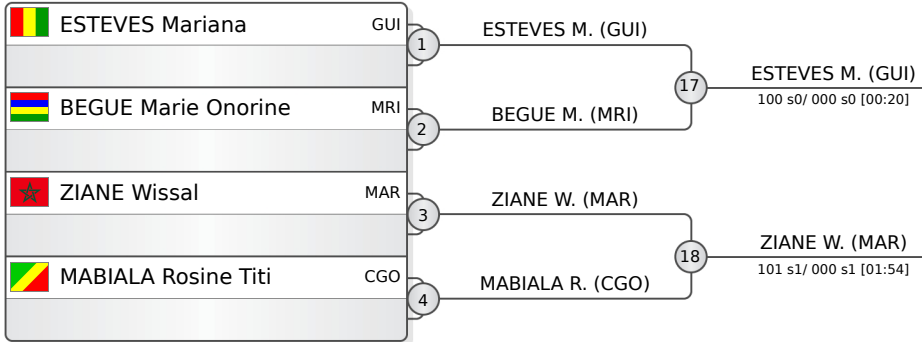 ESTEVES Mariana GUI
1
ESTEVES M. (GUI)
17
ESTEVES M. (GUI)
100 s0/ 000 s0 [00:20]
BEGUE Marie Onorine MRI
2
BEGUE M. (MRI)
ZIANE Wissal MAR
3
ZIANE W. (MAR)
18
ZIANE W. (MAR)
101 s1/ 000 s1 [01:54]
MABIALA Rosine Titi CGO
4
MABIALA R. (CGO)